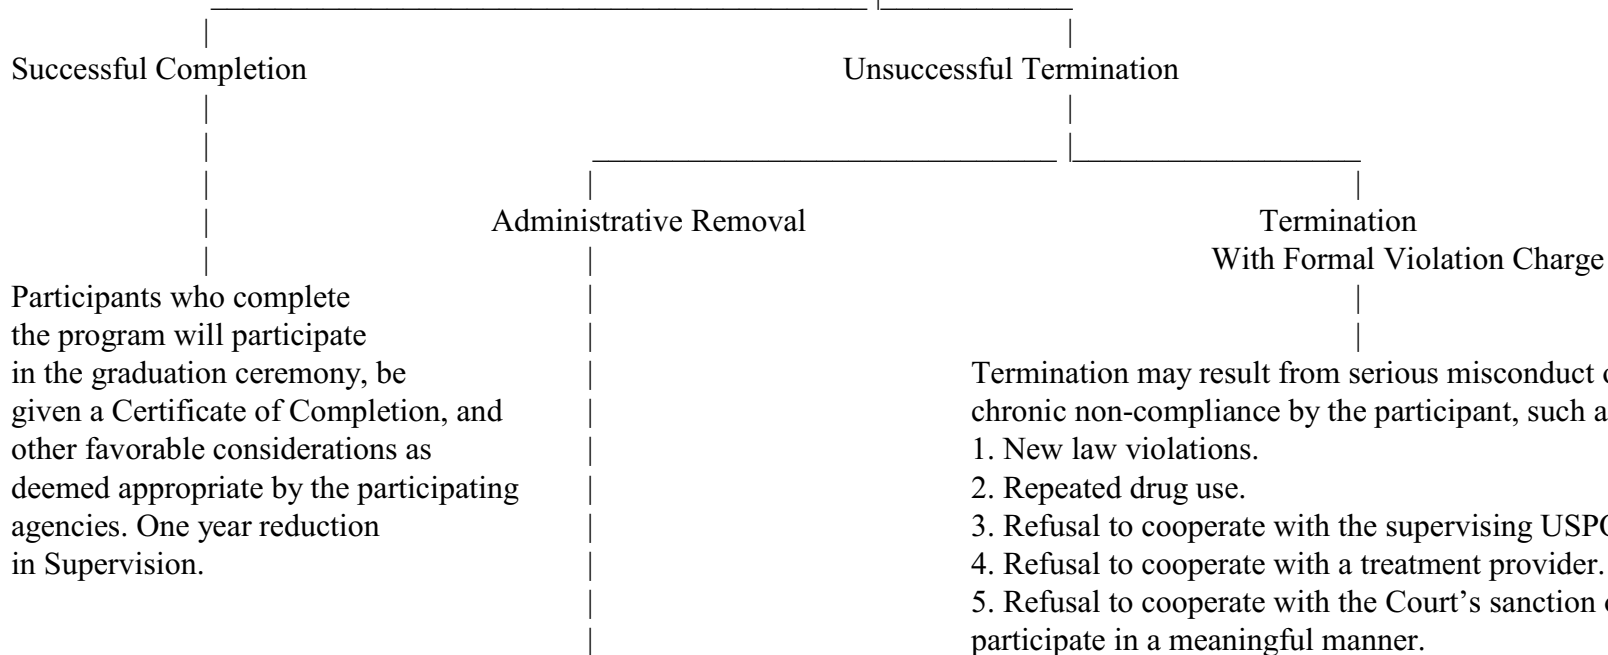 Successful Completion
Unsuccessful Termination
Administrative Removal
Termination
With Formal Violation Charge
Participants who complete
the program will participate
in the graduation ceremony, be
given a Certificate of Completion, and
other favorable considerations as
deemed appropriate by the participating
agencies. One year reduction
in Supervision.
Termination may result from serious misconduct
chronic non-compliance by the participant, such
1. New law violations.
2. Repeated drug use.
3. Refusal to cooperate with the supervising
4. Refusal to cooperate with a treatment provider.
5. Refusal to cooperate with the Court’s sanction
participate in a meaningful manner.